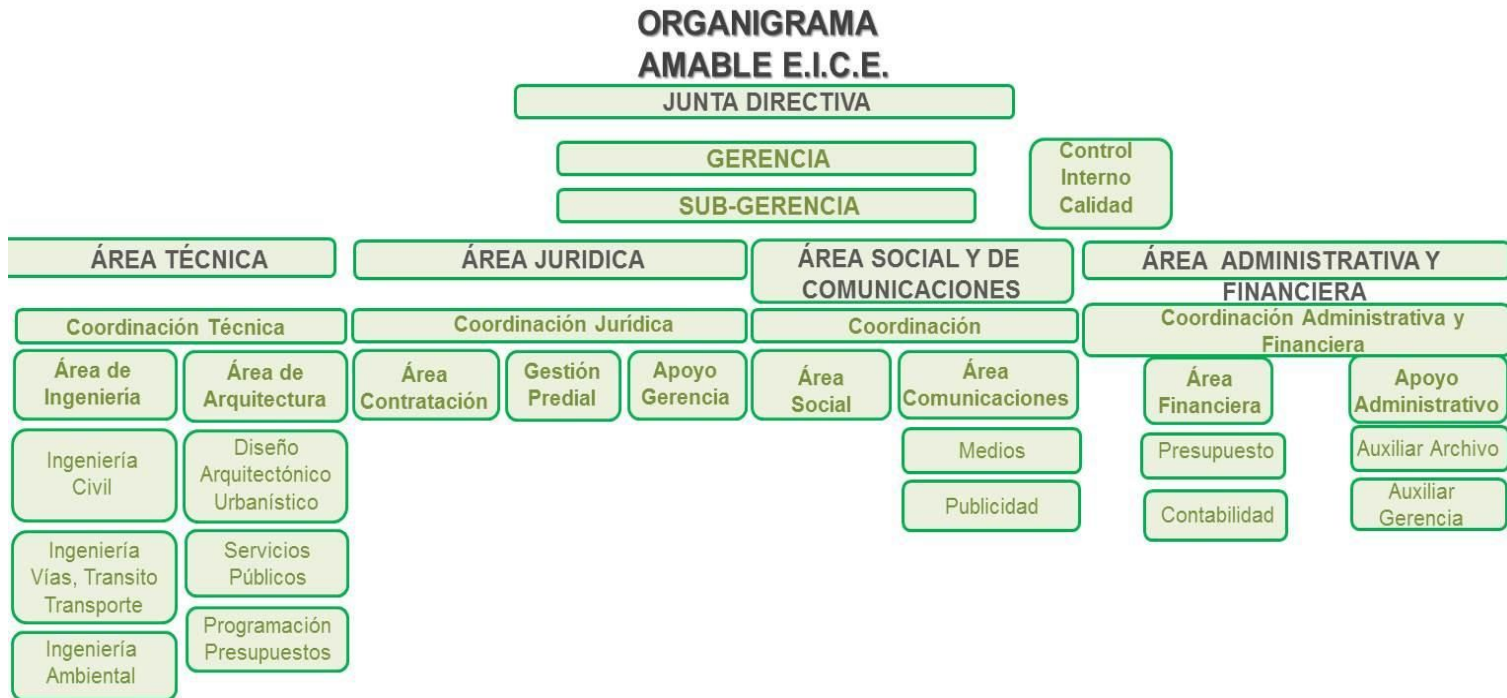 ORGANIGRAMA
AMABLE E.I.C.E.
JUNTA DIRECTIVA
GERENCIA
SUB-GERENCIA
Control
Interno
Calidad
ÁREA TÉCNICA
ÁREA JURIDICA
ÁREA SOCIAL Y DE
COMUNICACIONES
ÁREA ADMINISTRATIVA Y
FINANCIERA
Coordinación Técnica
Coordinación Jurídica
Coordinación
Coordinación Administrativa y
Financiera
Área de
Ingeniería
Área de
Arquitectura
Área
Contratación
Gestión
Predial
Apoyo
Gerencia
Área
Social
Área
Comunicaciones
Área
Financiera
Apoyo
Administrativo
Ingeniería
Civil
Diseño
Arquitectónico
Urbanístico
Medios
Presupuesto
Auxiliar Archivo
Publicidad
Contabilidad
Auxiliar
Gerencia
Ingeniería
Vías, Transito
Transporte
Servicios
Públicos
Ingeniería
Ambiental
Programación
Presupuestos